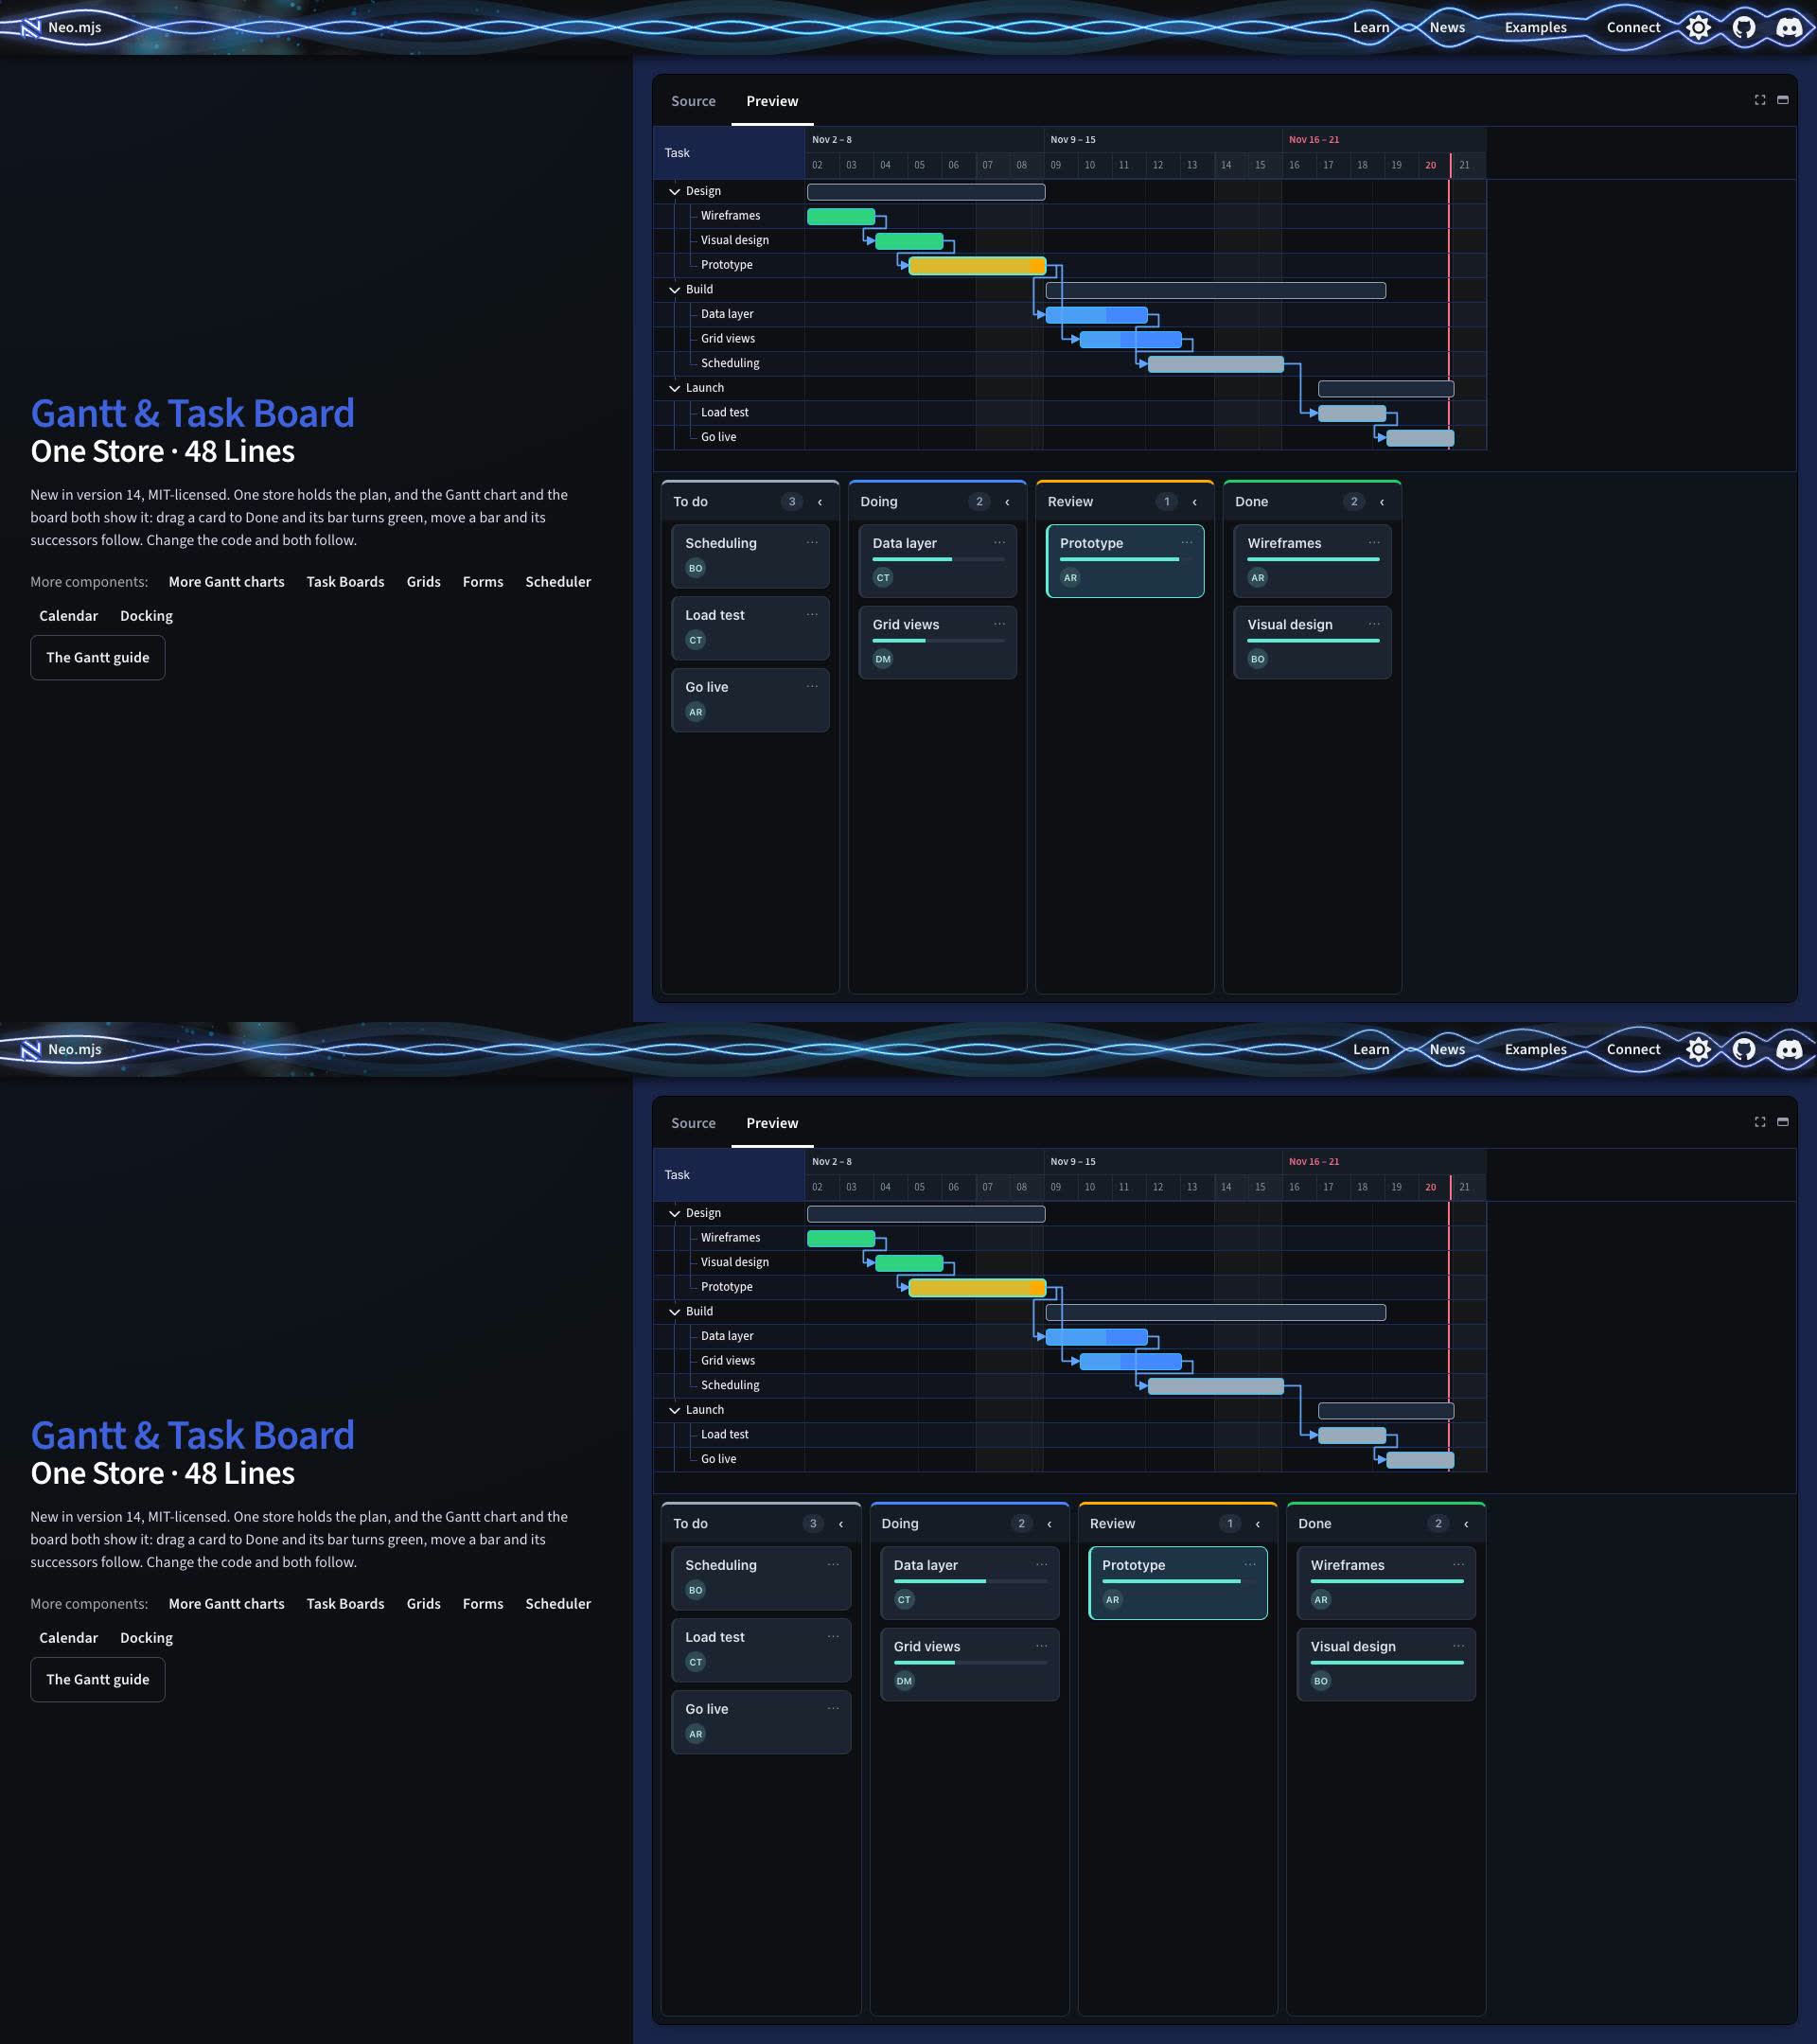 Neo.mjs
Learn
News
Examples
Connect
Gantt & Task Board
One Store · 48 Lines
New in version 14, MIT-licensed. One store holds the plan, and the Gantt chart and the
board both show it: drag a card to Done and its bar turns green, move a bar and its
successors follow. Change the code and both follow.
More components: More Gantt charts Task Boards Grids Forms Scheduler
Calendar Docking
The Gantt guide
Source Preview
Task
Nov 2 – 8 Nov 9 – 15 Nov 16 – 21
02 03 04 05 06 07 08 09 10 11 12 13 14 15 16 17 18 19 20 21
Design
Wireframes
Visual design
Prototype
Build
Data layer
Grid views
Scheduling
Launch
Load test
Go live
To do 3
Scheduling
BO
Load test
CT
Go live
AR
Doing 2
Data layer
CT
Grid views
DM
Review 1
Prototype
AR
Done 2
Wireframes
AR
Visual design
BO
Neo.mjs
Learn
News
Examples
Connect
Gantt & Task Board
One Store · 48 Lines
New in version 14, MIT-licensed. One store holds the plan, and the Gantt chart and the
board both show it: drag a card to Done and its bar turns green, move a bar and its
successors follow. Change the code and both follow.
More components: More Gantt charts Task Boards Grids Forms Scheduler
Calendar Docking
The Gantt guide
Source Preview
Task
Nov 2 – 8 Nov 9 – 15 Nov 16 – 21
02 03 04 05 06 07 08 09 10 11 12 13 14 15 16 17 18 19 20 21
Design
Wireframes
Visual design
Prototype
Build
Data layer
Grid views
Scheduling
Launch
Load test
Go live
To do 3
Scheduling
BO
Load test
CT
Go live
AR
Doing 2
Data layer
CT
Grid views
DM
Review 1
Prototype
AR
Done 2
Wireframes
AR
Visual design
BO